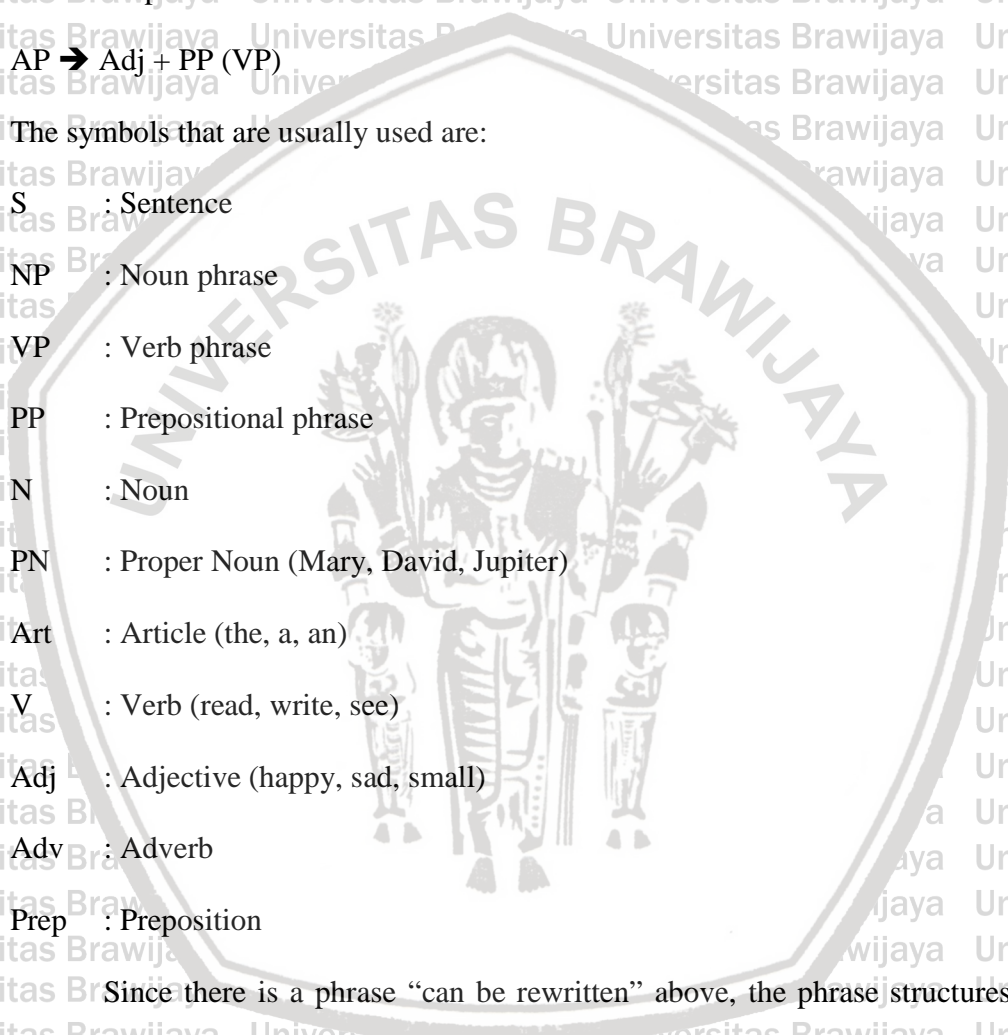 AP ➔ Adj + PP (VP)
The symbols that are usually used are:
S : Sentence
NP : Noun phrase
VP : Verb phrase
PP : Prepositional phrase
N : Noun
PN : Proper Noun (Mary, David, Jupiter)
Art : Article (the, a, an)
V : Verb (read, write, see)
Adj : Adjective (happy, sad, small)
Adv : Adverb
Prep : Preposition
Since there is a phrase “can be rewritten” above, the phrase structures
UNIVERSITAS BRAWIJAYA